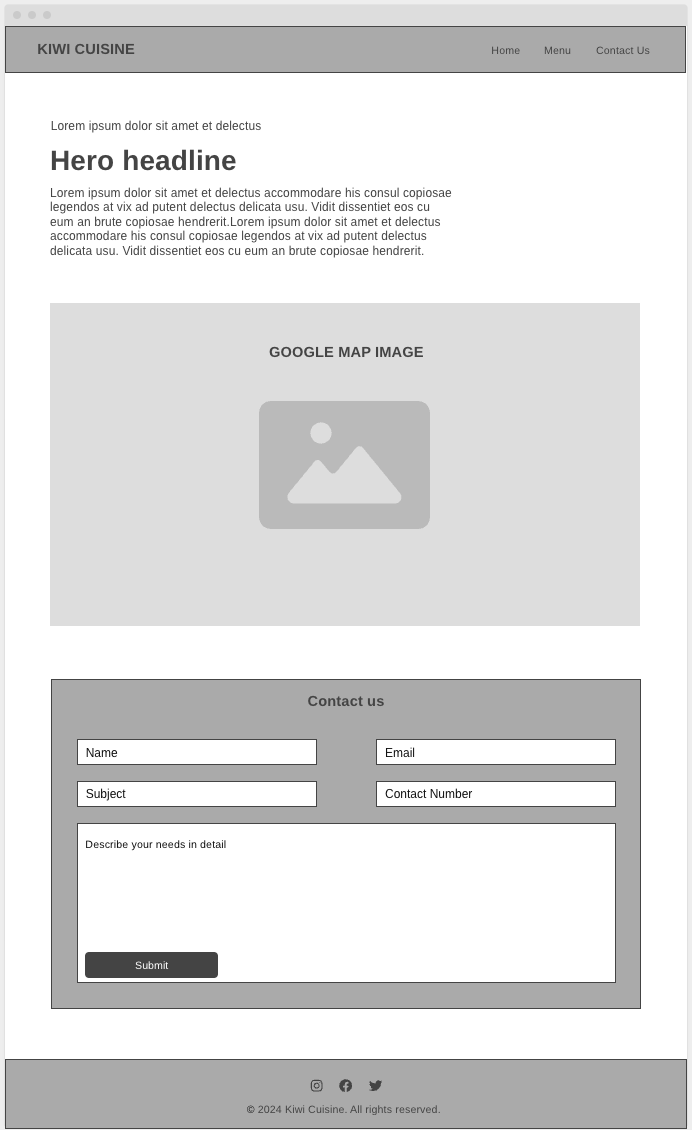 KIWI CUISINE
Home Menu Contact Us
Lorem ipsum dolor sit amet et delectus
Hero headline
Lorem ipsum dolor sit amet et delectus accommodare his consul copiosae
legendos at vix ad putent delectus delicata usu. Vidit dissentiet eos cu
eum an brute copiosae hendrerit.Lorem ipsum dolor sit amet et delectus
accommodare his consul copiosae legendos at vix ad putent delectus
delicata usu. Vidit dissentiet eos cu eum an brute copiosae hendrerit.
GOOGLE MAP IMAGE
Contact us
Name
Email
Subject
Contact Number
Describe your needs in detail
Submit
© 2024 Kiwi Cuisine. All rights reserved.